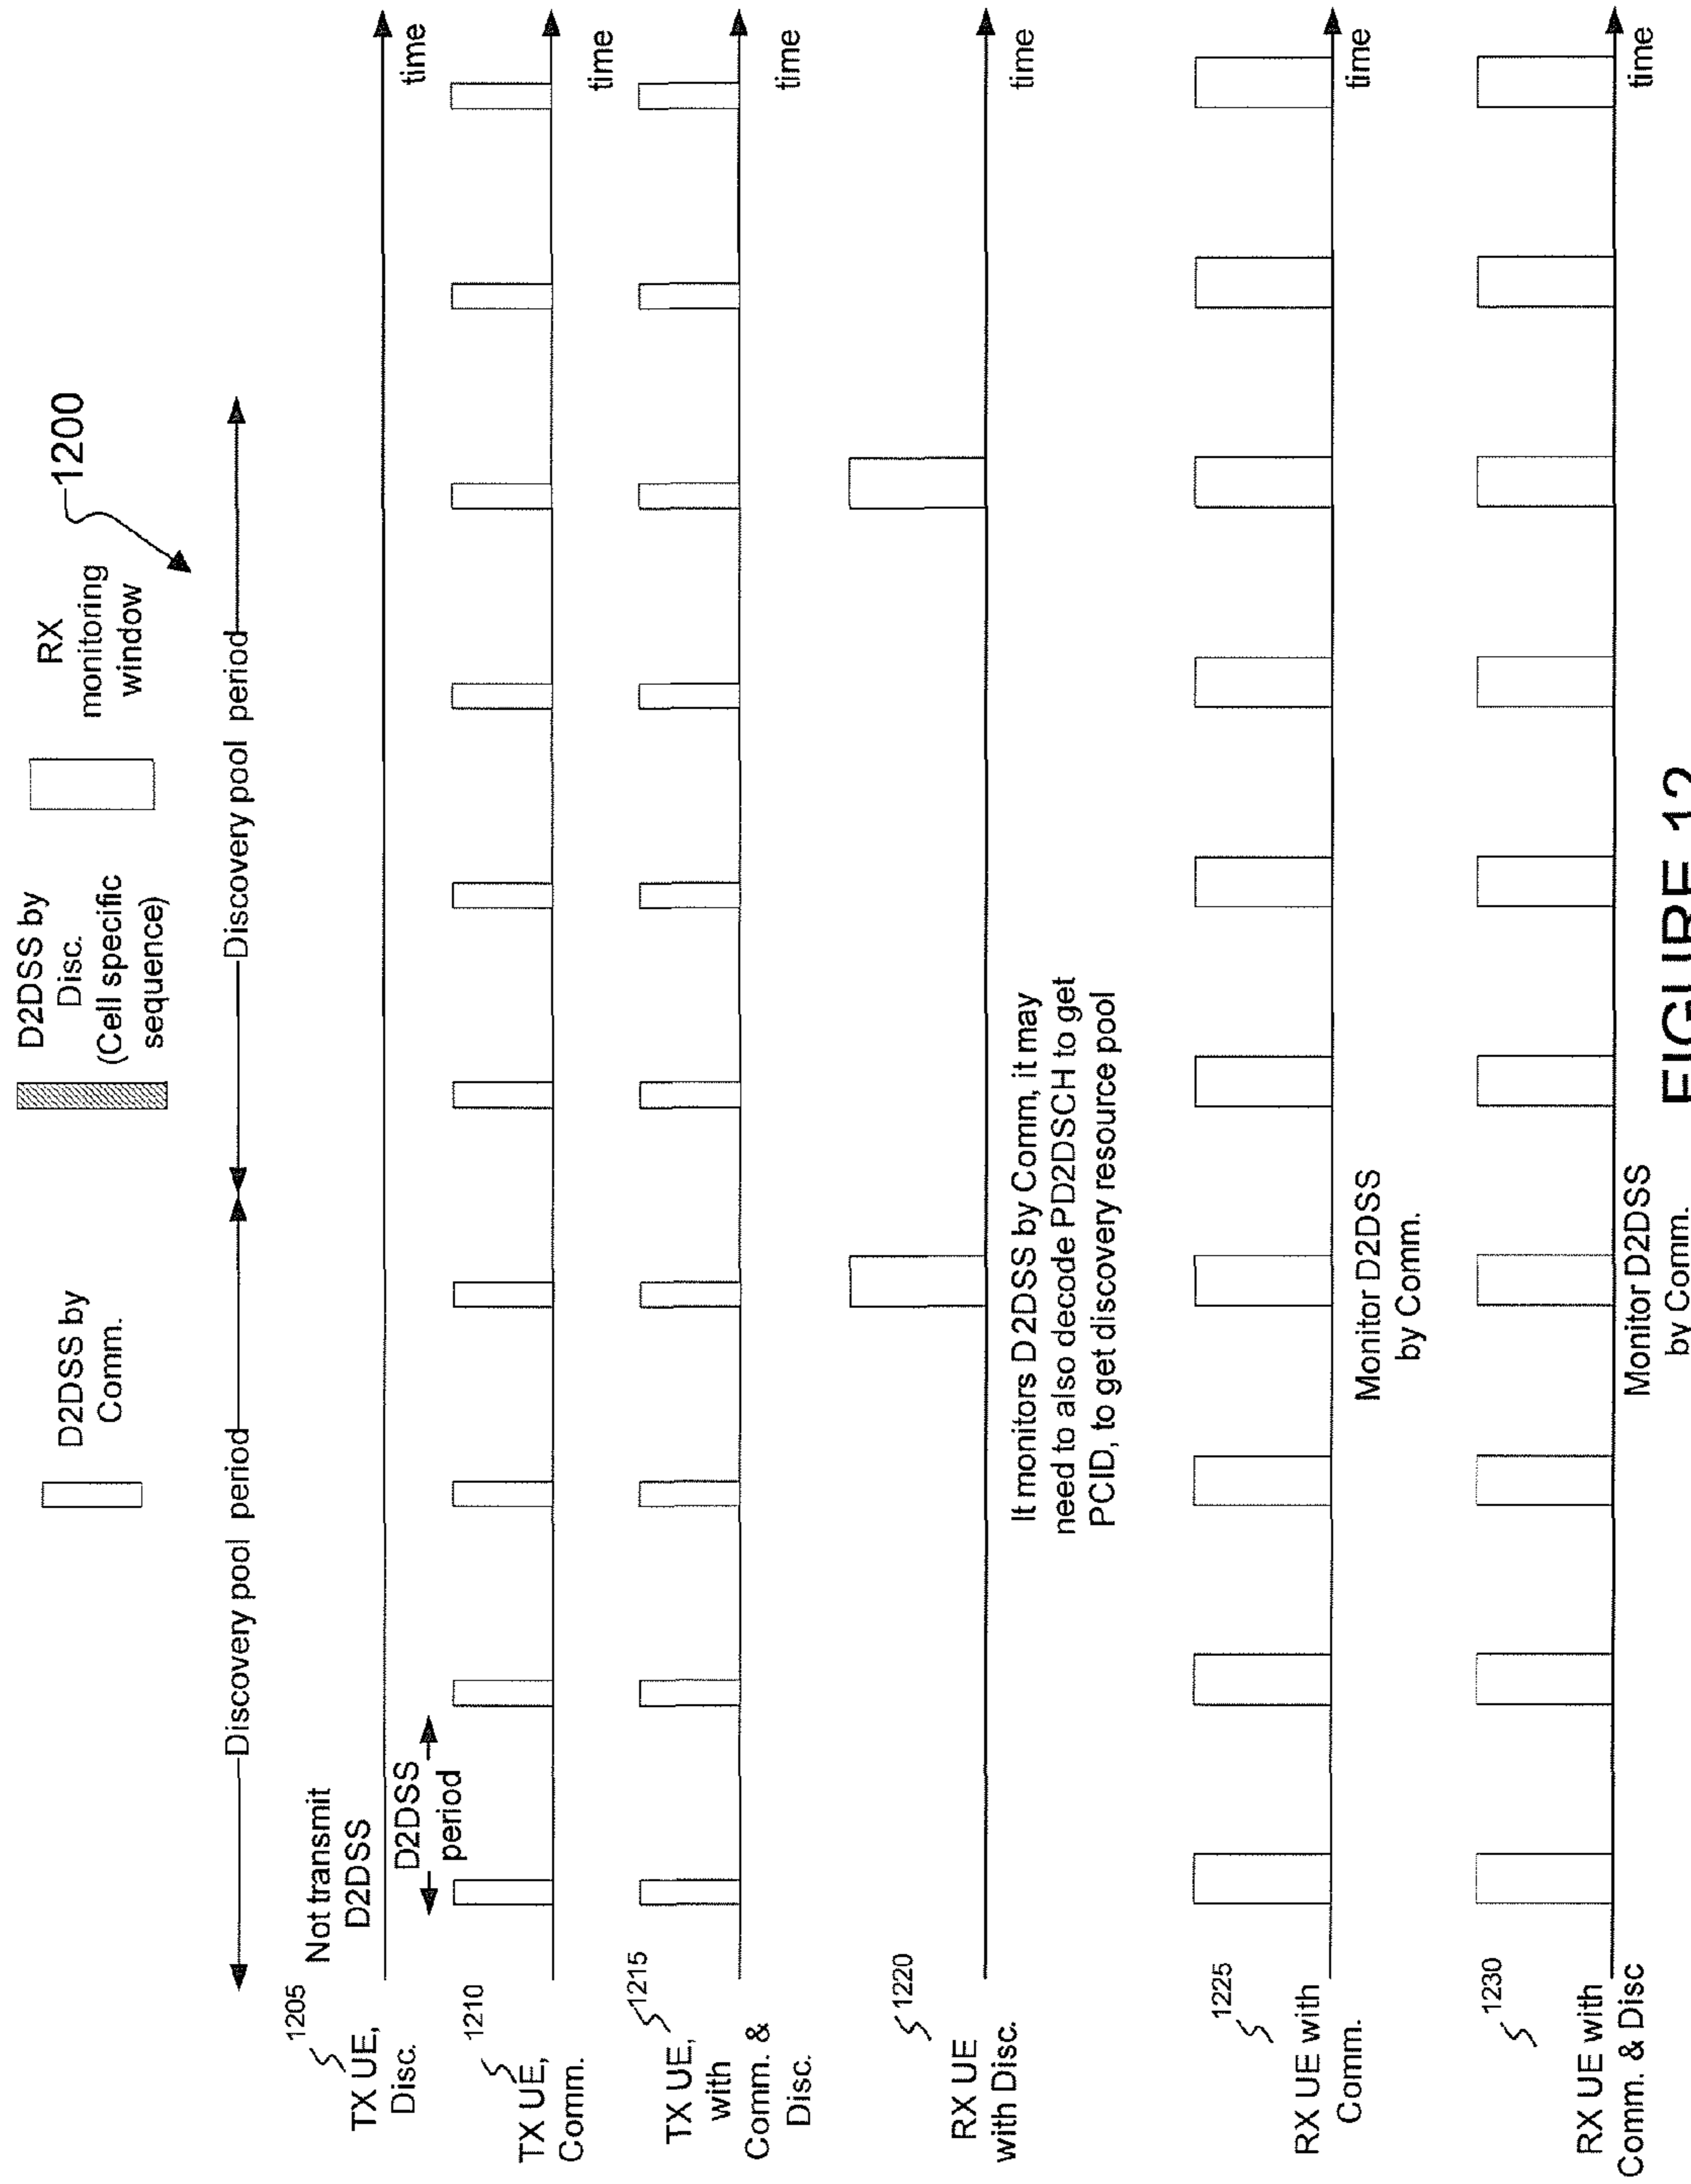 D2DSS by
Comm.
D2DSS by
Disc.
(Cell specific
sequence)
RX
monitoring
window
1200
Discovery pool period
Discovery pool period
1205
TX UE,
Disc.
Not transmit
D2DSS
time
1210
TX UE,
Comm.
D2DSS
period
time
1215
TX UE,
with
Comm. &
Disc.
time
1220
RX UE
with Disc.
time
It monitors D2DSS by Comm, it may
need to also decode PD2DSCH to get
PCID, to get discovery resource pool
1225
RX UE with
Comm.
time
Monitor D2DSS
by Comm.
1230
RX UE with
Comm. & Disc
time
Monitor D2DSS
by Comm.
FIGURE 12